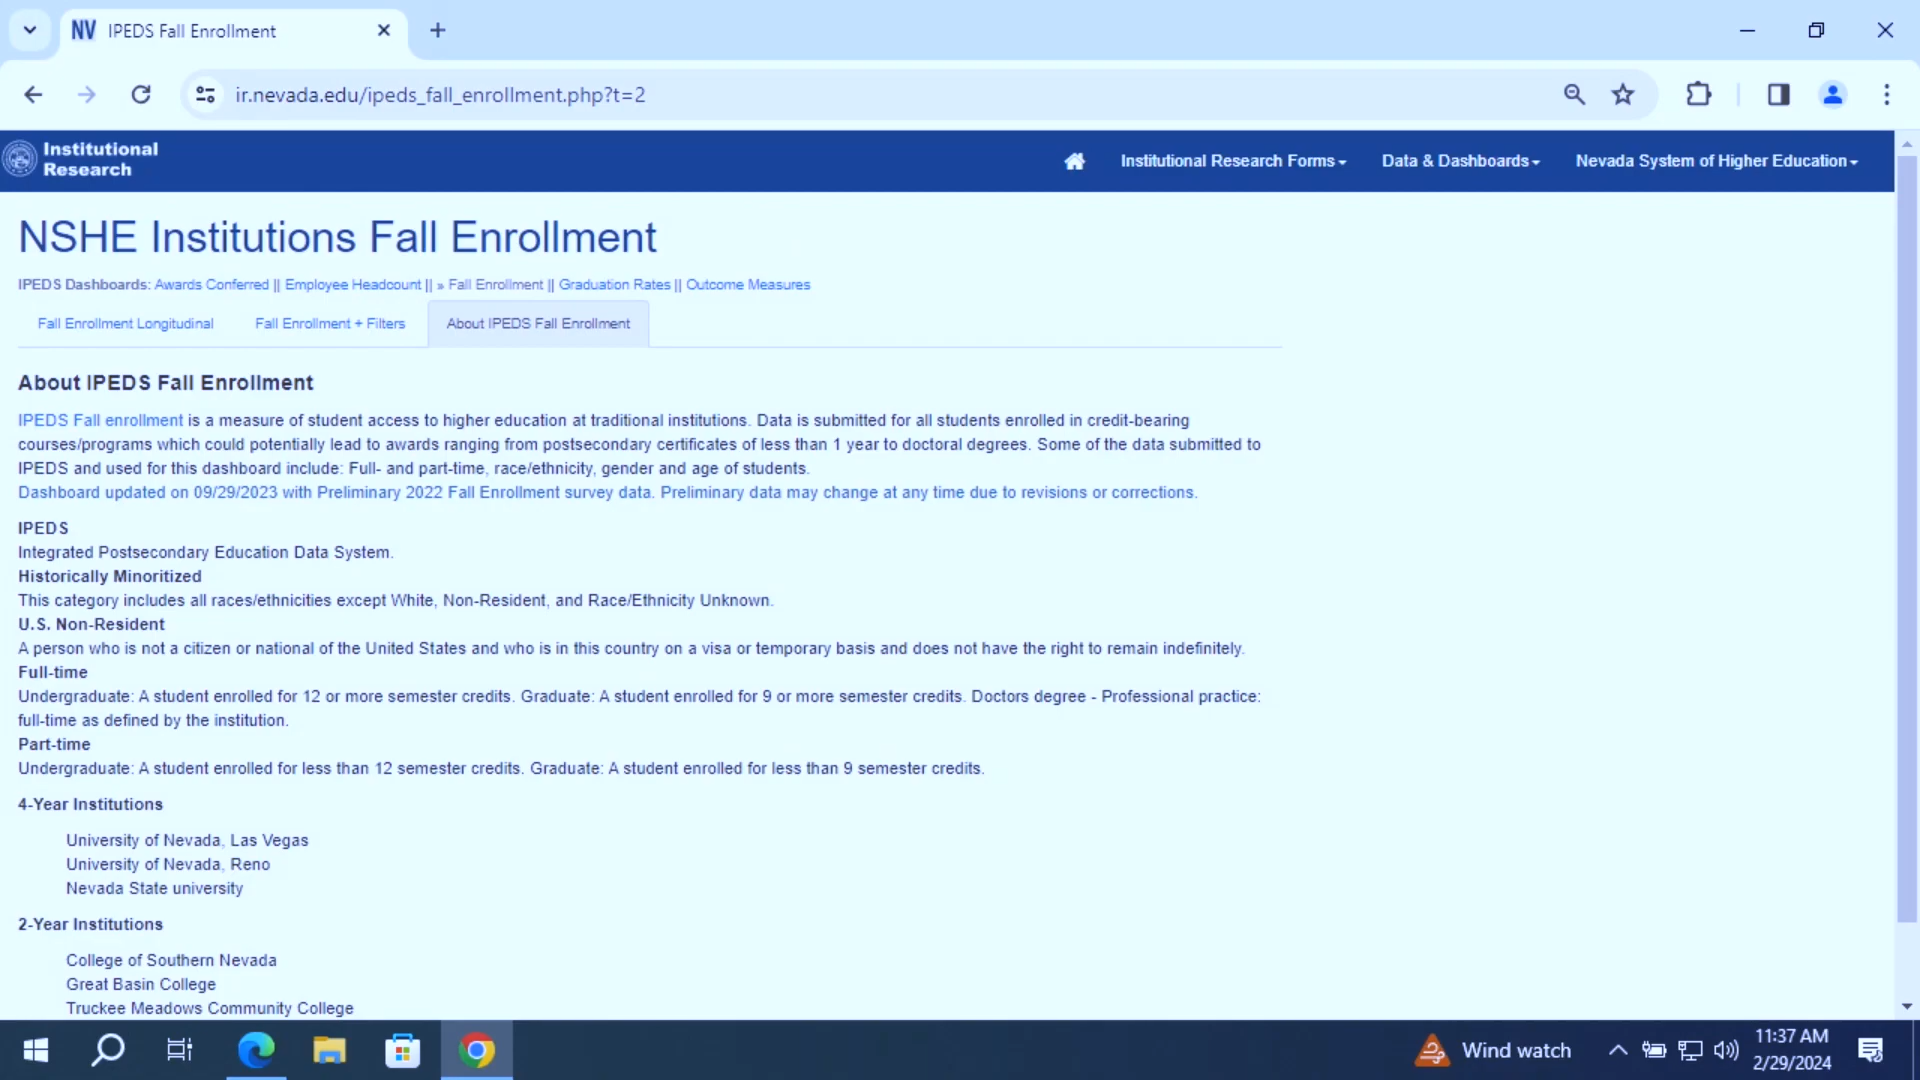 NV IPEDS Fall Enrollment
ir.nevada.edu/ipeds_fall_enrollment.php?t=2
Institutional
Research
Institutional Research Forms
Data & Dashboards
Nevada System of Higher Education
NSHE Institutions Fall Enrollment
IPEDS Dashboards: Awards Conferred || Employee Headcount || » Fall Enrollment || Graduation Rates || Outcome Measures
Fall Enrollment Longitudinal
Fall Enrollment + Filters
About IPEDS Fall Enrollment
About IPEDS Fall Enrollment
IPEDS Fall enrollment is a measure of student access to higher education at traditional institutions. Data is submitted for all students enrolled in credit-bearing
courses/programs which could potentially lead to awards ranging from postsecondary certificates of less than 1 year to doctoral degrees. Some of the data submitted to
IPEDS and used for this dashboard include: Full- and part-time, race/ethnicity, gender and age of students.
Dashboard updated on 09/29/2023 with Preliminary 2022 Fall Enrollment survey data. Preliminary data may change at any time due to revisions or corrections.
IPEDS
Integrated Postsecondary Education Data System.
Historically Minoritized
This category includes all races/ethnicities except White, Non-Resident, and Race/Ethnicity Unknown.
U.S. Non-Resident
A person who is not a citizen or national of the United States and who is in this country on a visa or temporary basis and does not have the right to remain indefinitely.
Full-time
Undergraduate: A student enrolled for 12 or more semester credits. Graduate: A student enrolled for 9 or more semester credits. Doctors degree - Professional practice:
full-time as defined by the institution.
Part-time
Undergraduate: A student enrolled for less than 12 semester credits. Graduate: A student enrolled for less than 9 semester credits.
4-Year Institutions
University of Nevada, Las Vegas
University of Nevada, Reno
Nevada State university
2-Year Institutions
College of Southern Nevada
Great Basin College
Truckee Meadows Community College
Wind watch
11:37 AM
2/29/2024